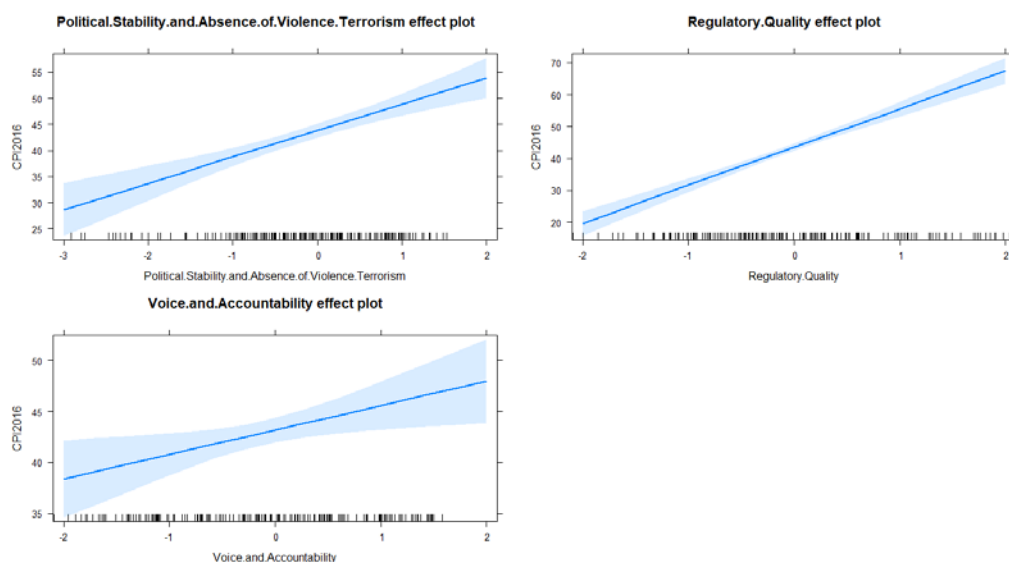 Political.Stability.and.Absence.of.Violence.Terrorism effect plot
CPI2016
55
50
45
40
35
30
25
-3 -2 -1 0 1 2
Political.Stability.and.Absence.of.Violence.Terrorism
Regulatory.Quality effect plot
CPI2016
70
60
50
40
30
20
-2 -1 0 1 2
Regulatory.Quality
Voice.and.Accountability effect plot
CPI2016
50
45
40
35
-2 -1 0 1 2
Voice.and.Accountability